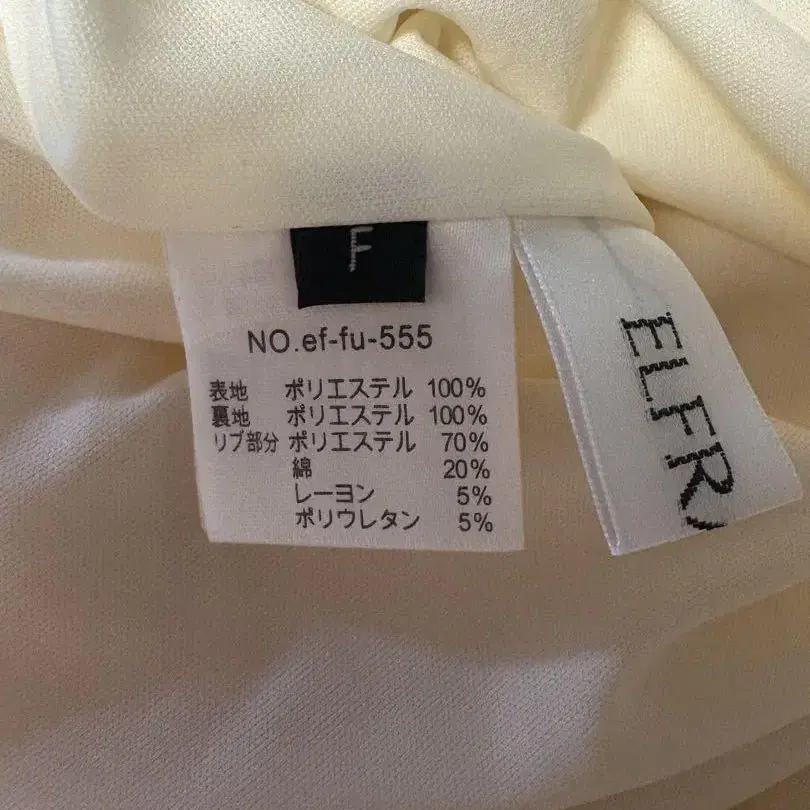 F
NO.ef-fu-555
表地 ポリエステル 100%
裏地 ポリエステル 100%
リブ部分 ポリエステル 70%
綿 20%
レーヨン 5%
ポリウレタン 5%